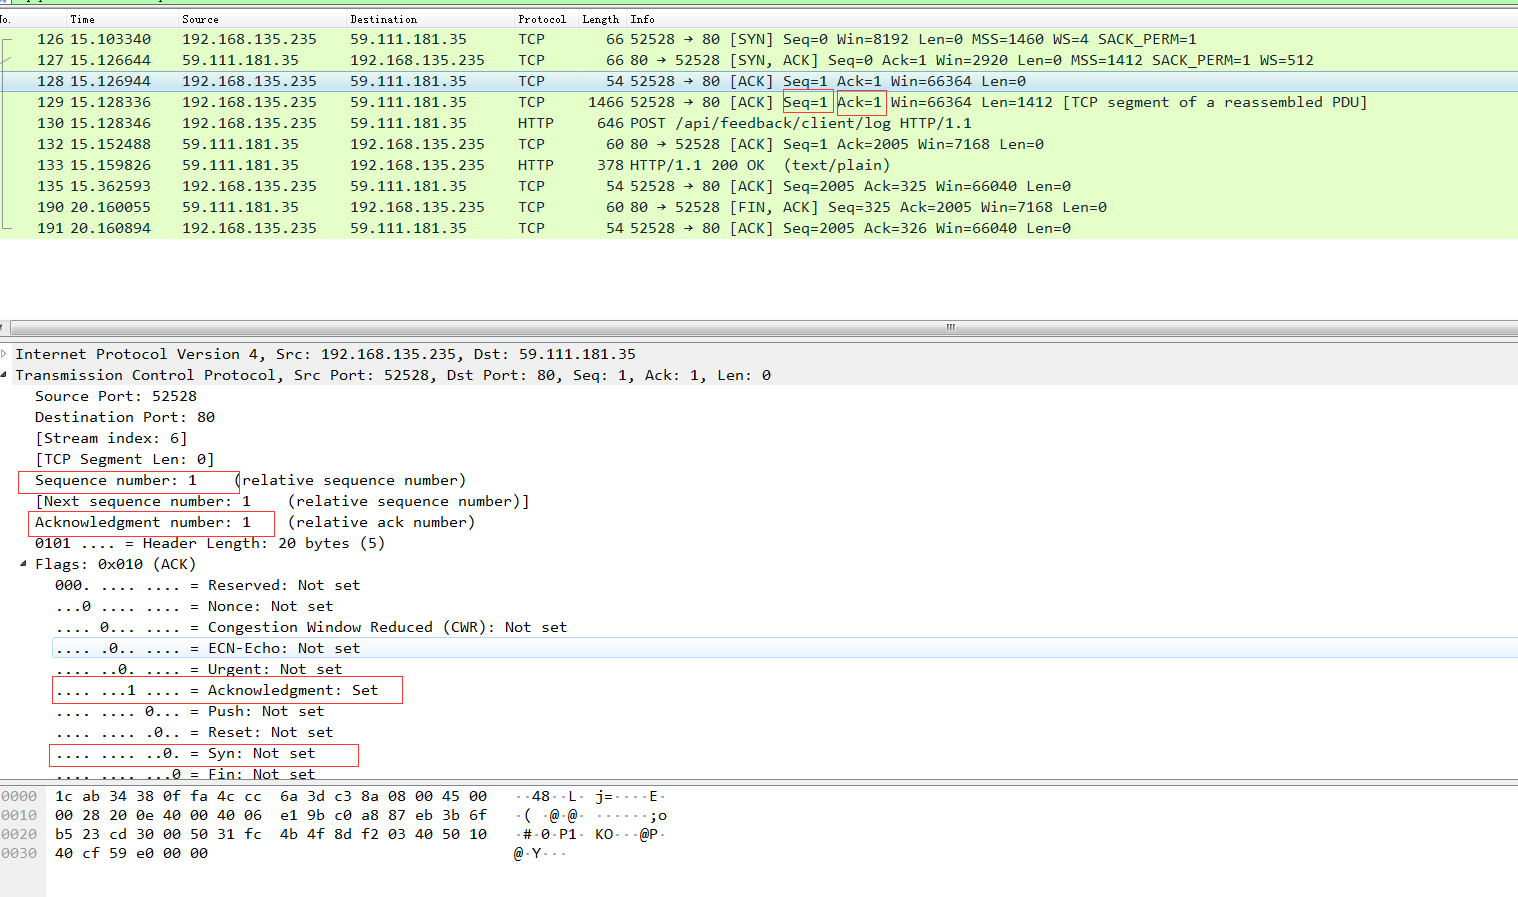 No. Time Source Destination Protocol Length Info
126 15.103340 192.168.135.235 59.111.181.35 TCP 66 52528 → 80 [SYN] Seq=0 Win=8192 Len=0 MSS=1460 WS=4 SACK_PERM=1
127 15.126644 59.111.181.35 192.168.135.235 TCP 66 80 → 52528 [SYN, ACK] Seq=0 Ack=1 Win=2920 Len=0 MSS=1412 SACK_PERM=1 WS=512
128 15.126944 192.168.135.235 59.111.181.35 TCP 54 52528 → 80 [ACK] Seq=1 Ack=1 Win=66364 Len=0
129 15.128336 192.168.135.235 59.111.181.35 TCP 1466 52528 → 80 [ACK] Seq=1 Ack=1 Win=66364 Len=1412 [TCP segment of a reassembled PDU]
130 15.128346 192.168.135.235 59.111.181.35 HTTP 646 POST /api/feedback/client/log HTTP/1.1
132 15.152488 59.111.181.35 192.168.135.235 TCP 60 80 → 52528 [ACK] Seq=1 Ack=2005 Win=7168 Len=0
133 15.159826 59.111.181.35 192.168.135.235 HTTP 378 HTTP/1.1 200 OK (text/plain)
135 15.362593 192.168.135.235 59.111.181.35 TCP 54 52528 → 80 [ACK] Seq=2005 Ack=325 Win=66040 Len=0
190 20.160055 59.111.181.35 192.168.135.235 TCP 60 80 → 52528 [FIN, ACK] Seq=325 Ack=2005 Win=7168 Len=0
191 20.160894 192.168.135.235 59.111.181.35 TCP 54 52528 → 80 [ACK] Seq=2005 Ack=326 Win=66040 Len=0
Internet Protocol Version 4, Src: 192.168.135.235, Dst: 59.111.181.35
Transmission Control Protocol, Src Port: 52528, Dst Port: 80, Seq: 1, Ack: 1, Len: 0
Source Port: 52528
Destination Port: 80
[Stream index: 6]
[TCP Segment Len: 0]
Sequence number: 1 (relative sequence number)
[Next sequence number: 1 (relative sequence number)]
Acknowledgment number: 1 (relative ack number)
0101 .... = Header Length: 20 bytes (5)
Flags: 0x010 (ACK)
000. .... .... = Reserved: Not set
...0 .... .... = Nonce: Not set
.... 0... .... = Congestion Window Reduced (CWR): Not set
.... .0.. .... = ECN-Echo: Not set
.... ..0. .... = Urgent: Not set
.... ...1 .... = Acknowledgment: Set
.... .... 0... = Push: Not set
.... .... .0.. = Reset: Not set
.... .... ..0. = Syn: Not set
.... .... ...0 = Fin: Not set
0000 1c ab 34 38 0f fa 4c cc 6a 3d c3 8a 08 00 45 00 ··48··L· j=····E·
0010 00 28 20 0e 40 00 40 06 e1 9b c0 a8 87 eb 3b 6f ·( ·@·@· ······;o
0020 b5 23 cd 30 00 50 31 fc 4b 4f 8d f2 03 40 50 10 ·#·0·P1· KO···@P·
0030 40 cf 59 e0 00 00 @·Y···